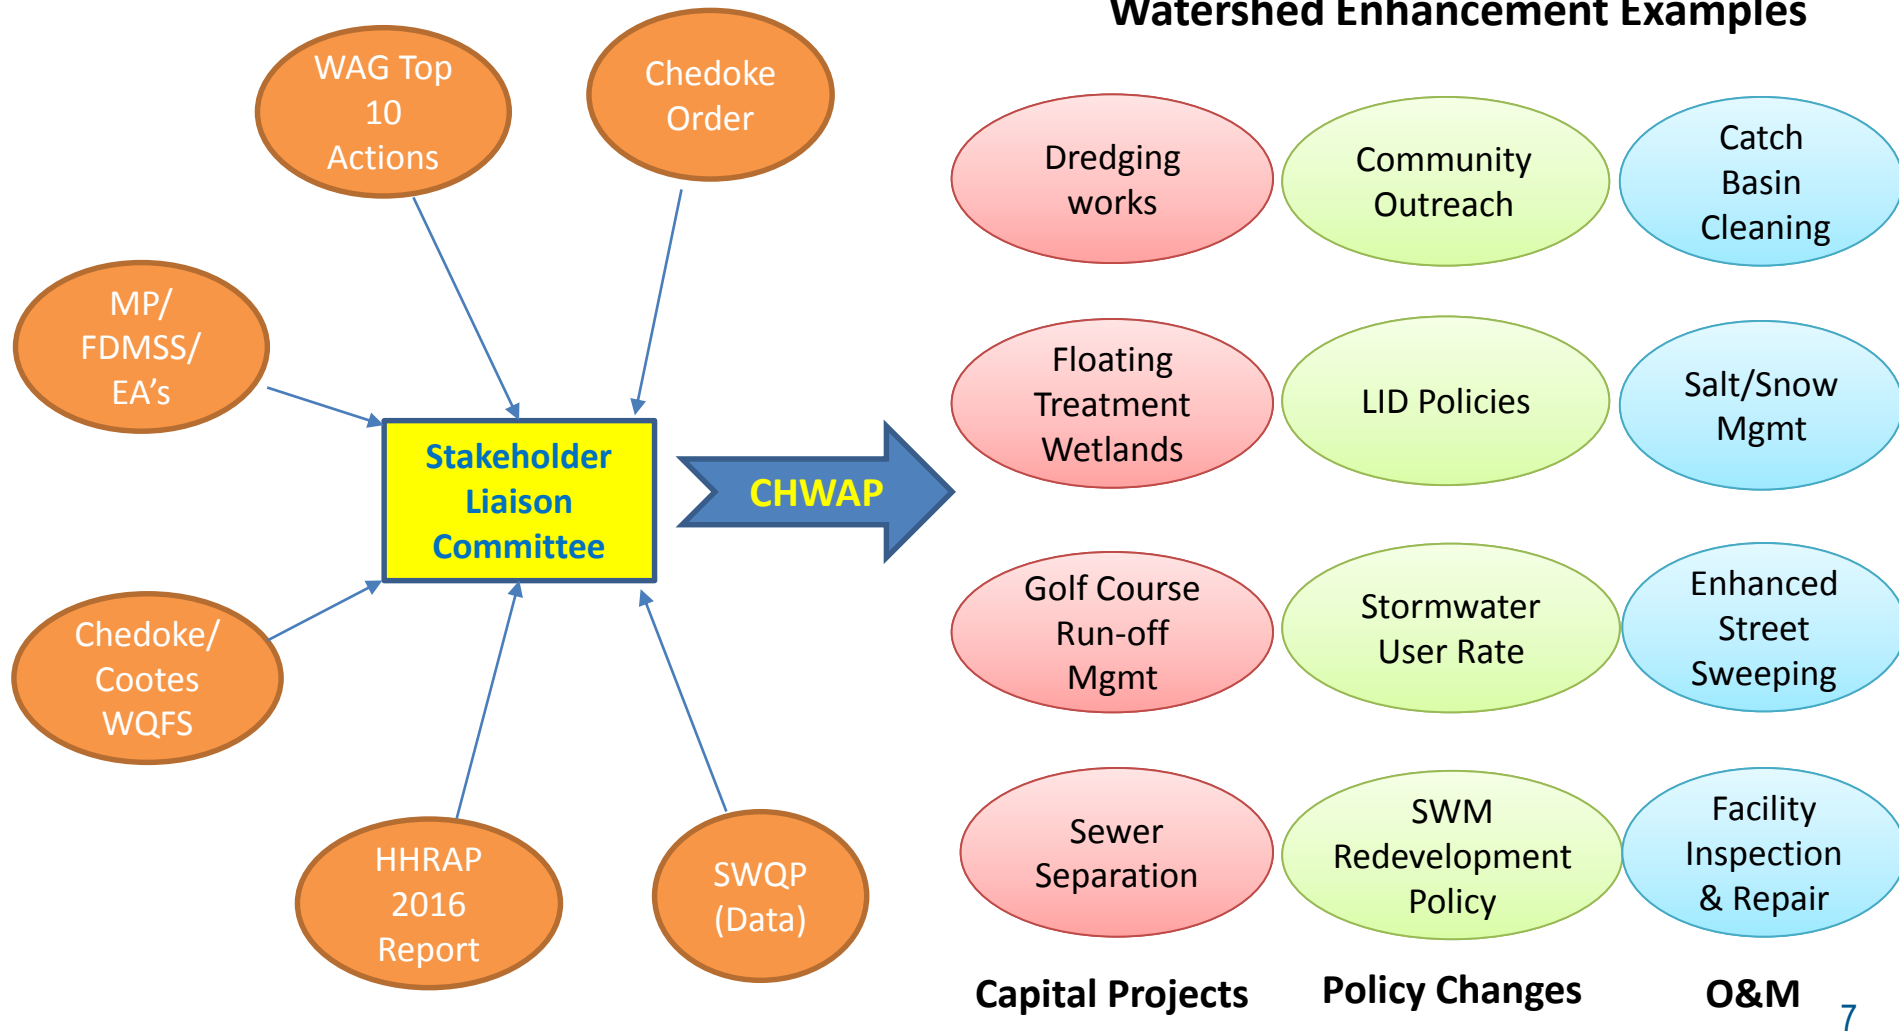 Watershed Enhancement Examples
WAG Top
10
Actions
Chedoke
Order
MP/
FDMSS/
EA's
Stakeholder
Liaison
Committee
CHWAP
Chedoke/
Cootes
WQFS
HHRAP
2016
Report
SWQP
(Data)
Dredging
works
Community
Outreach
Catch
Basin
Cleaning
Floating
Treatment
Wetlands
LID Policies
Salt/Snow
Mgmt
Golf Course
Run-off
Mgmt
Stormwater
User Rate
Enhanced
Street
Sweeping
Sewer
Separation
SWM
Redevelopment
Policy
Facility
Inspection
& Repair
Capital Projects
Policy Changes
O&M
7